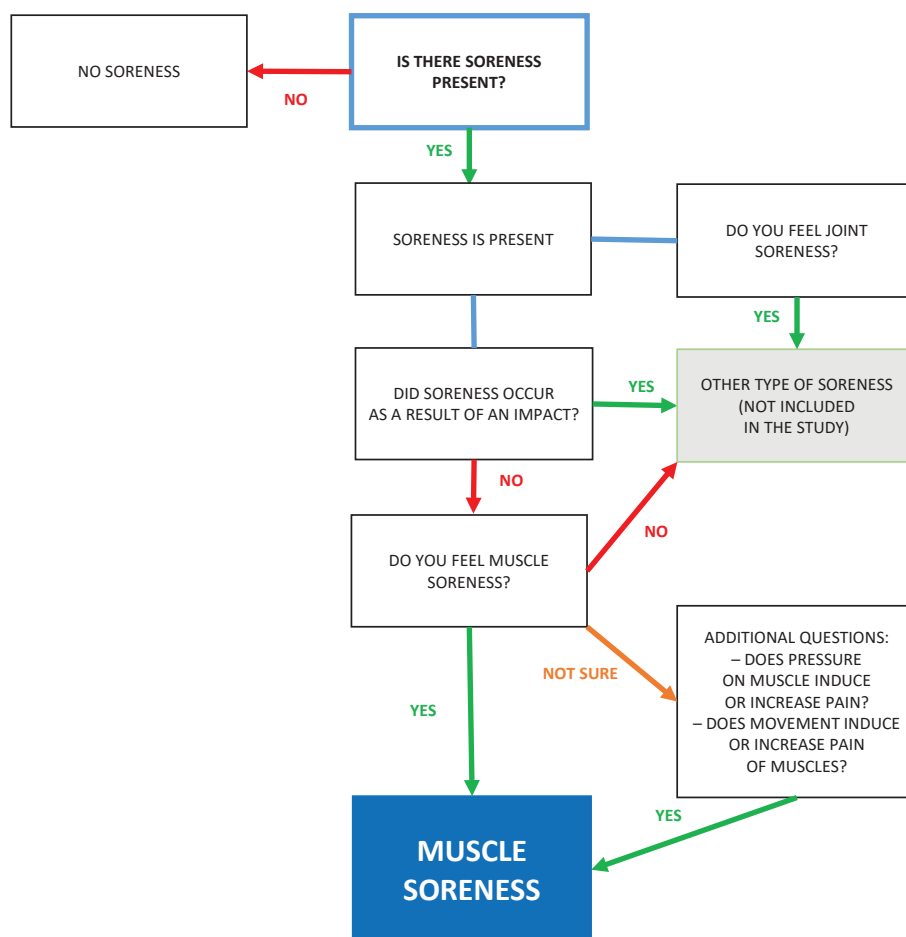 NO SORENESS
IS THERE SORENESS
PRESENT?
NO
YES
SORENESS IS PRESENT
DO YOU FEEL JOINT
SORENESS?
YES
DID SORENESS OCCUR
AS A RESULT OF AN IMPACT?
YES
OTHER TYPE OF SORENESS
(NOT INCLUDED
IN THE STUDY)
NO
DO YOU FEEL MUSCLE
SORENESS?
NO
NOT SURE
ADDITIONAL QUESTIONS:
– DOES PRESSURE
ON MUSCLE INDUCE
OR INCREASE PAIN?
– DOES MOVEMENT INDUCE
OR INCREASE PAIN
OF MUSCLES?
YES
YES
MUSCLE
SORENESS